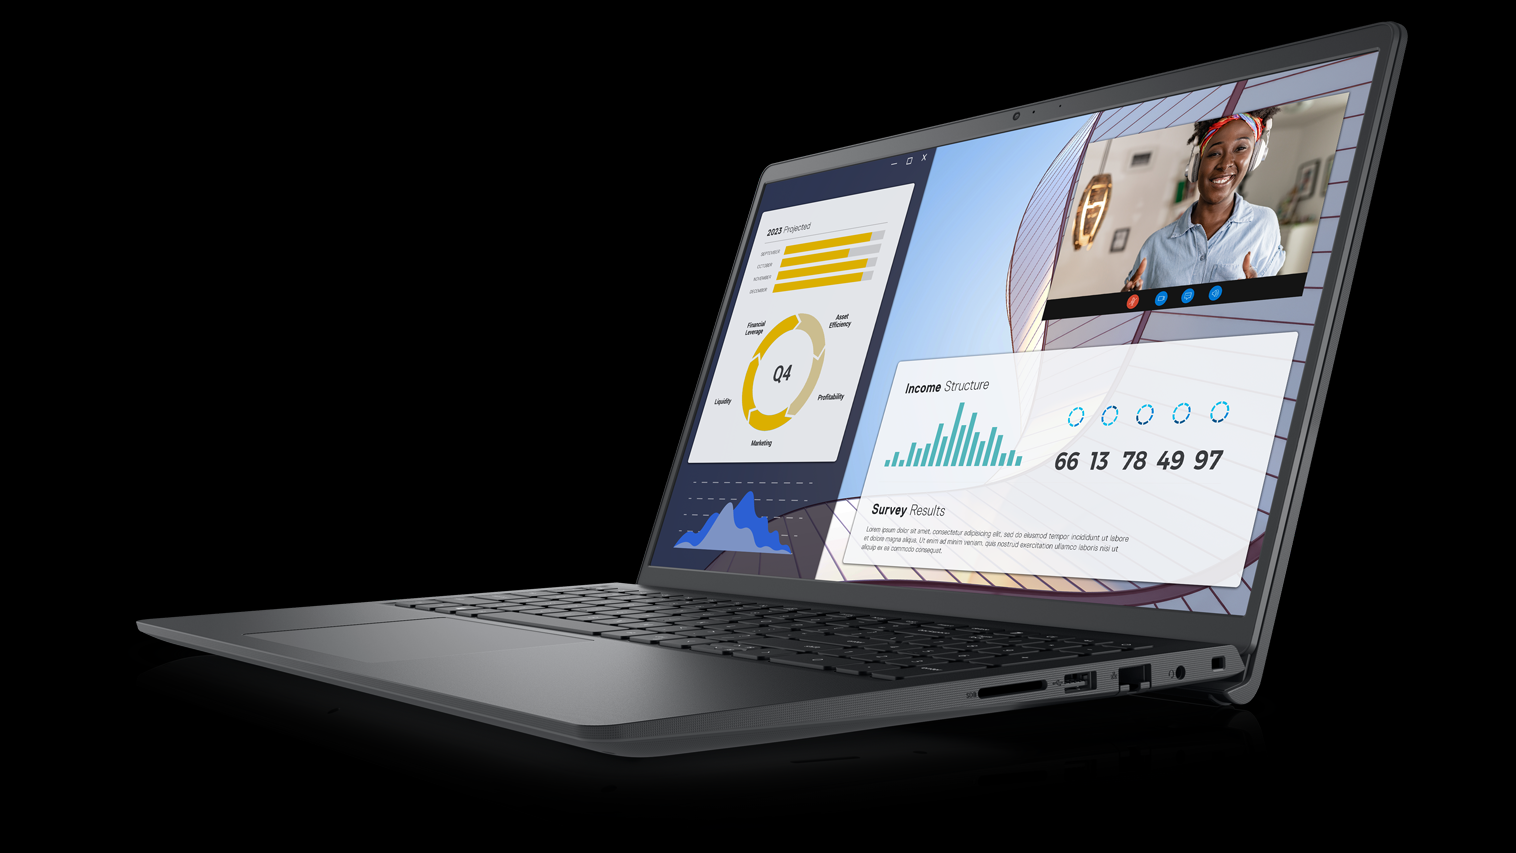 X
2023 Projected
SEPTEMBER
OCTOBER
NOVEMBER
DECEMBER
Financial
Leverage
Asset
Efficiency
Q4
Liquidity
Profitability
Marketing
Income Structure
66 13 78 49 97
Survey Results
Lorem ipsum dolor sit amet, consectetur adipisicing elit, sed do eiusmod tempor incididunt ut labore
et dolore magna aliqua. Ut enim ad minim veniam, quis nostrud exercitation ullamco laboris nisi ut
aliquip ex ea commodo consequat.